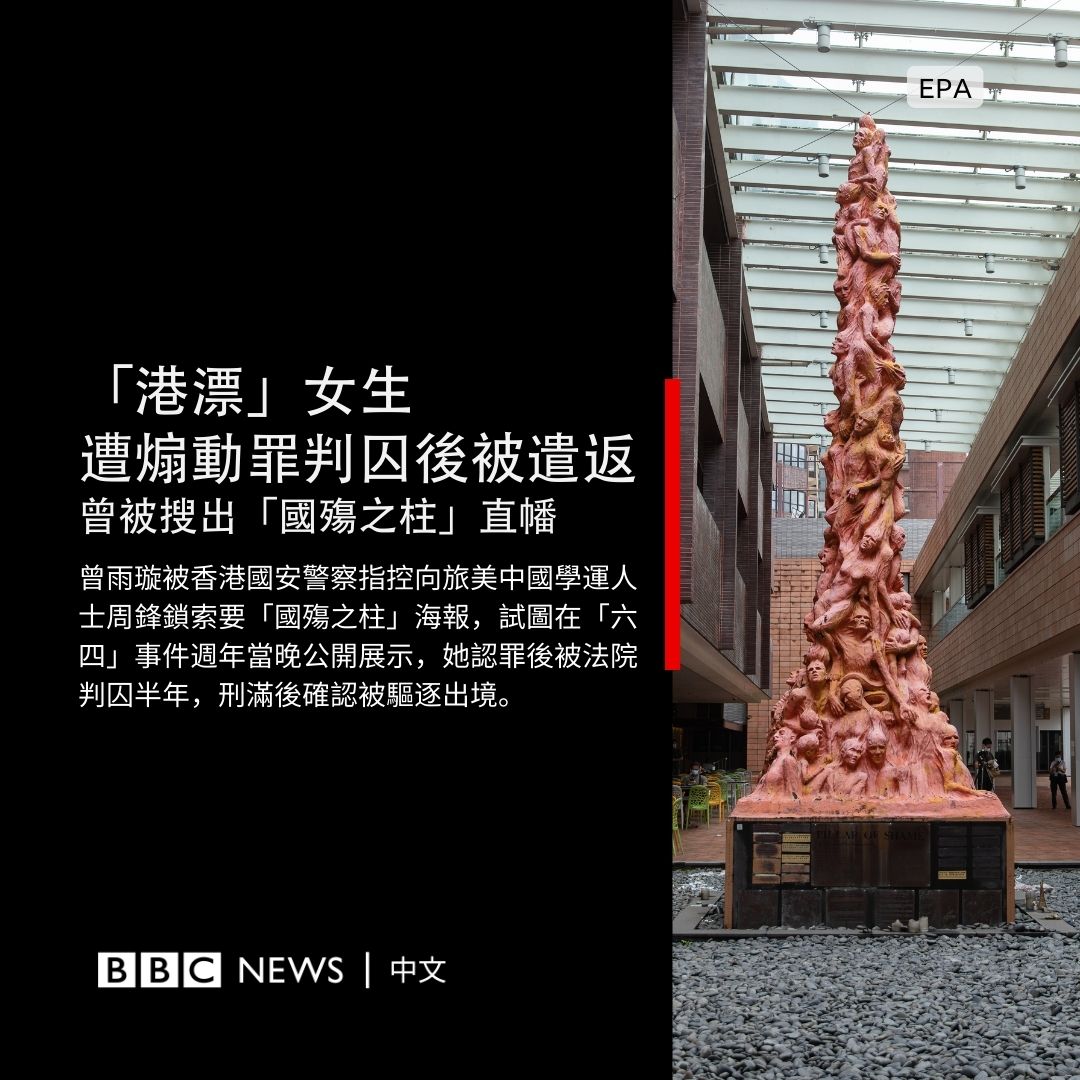 EPA
「港漂」女生
遭煽動罪判囚後被遣返
曾被搜出「國殤之柱」直幡
曾雨璇被香港國安警察指控向旅美中國學運人
士周鋒鎖索要「國殤之柱」海報，試圖在「六
四」事件週年當晚公開展示，她認罪後被法院
判囚半年，刑滿後確認被驅逐出境。
PILLAR OF SHAME
BBC NEWS | 中文